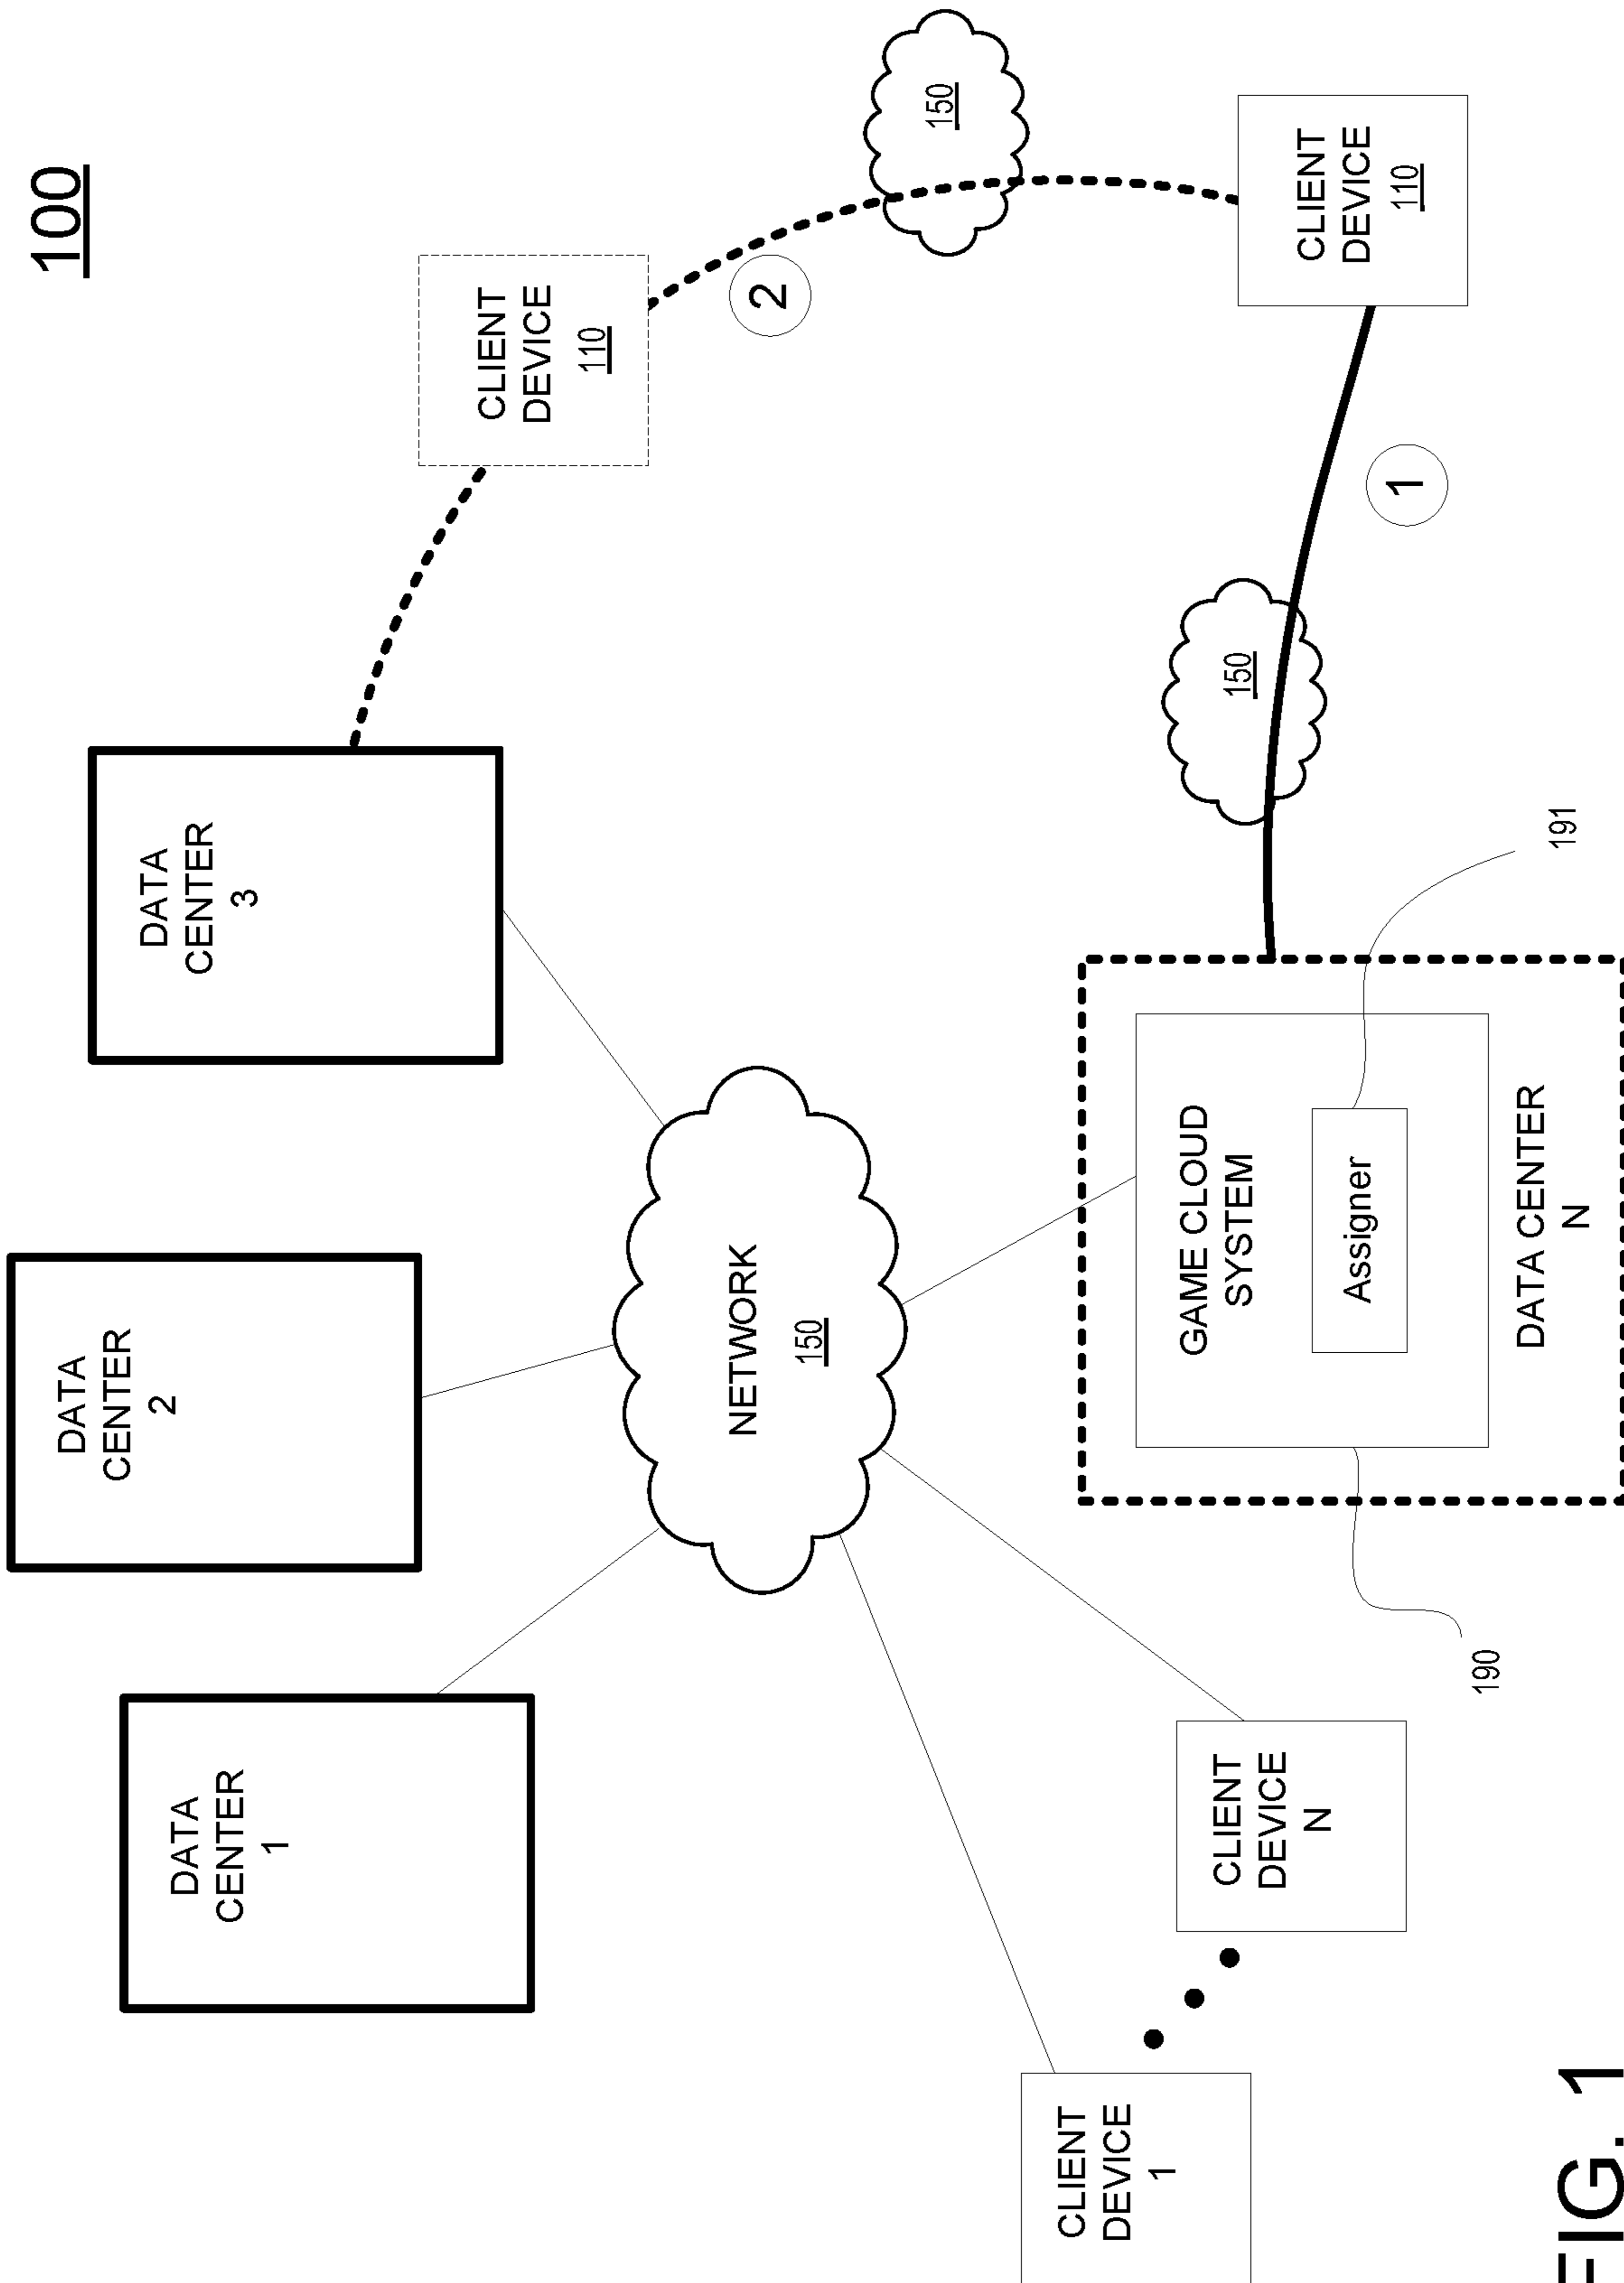 100
DATA
CENTER
1
DATA
CENTER
2
DATA
CENTER
3
CLIENT
DEVICE
110
2
150
NETWORK
150
CLIENT
DEVICE
1
CLIENT
DEVICE
N
GAME CLOUD
SYSTEM
Assigner
DATA CENTER
N
190
191
150
1
CLIENT
DEVICE
110
FIG. 1